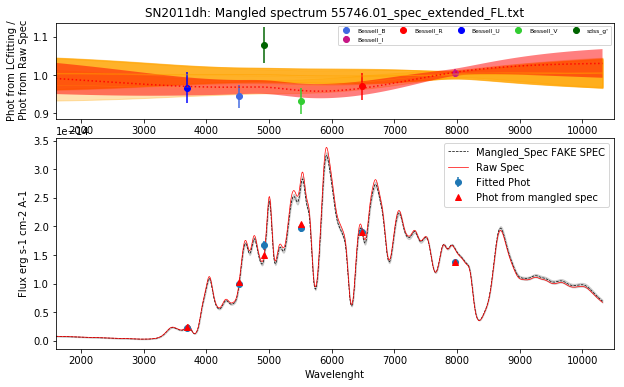 SN2011dh: Mangled spectrum 55746.01_spec_extended_FL.txt
Phot from LCfitting /
Phot from Raw Spec
1.1
1.0
0.9
Bessell_B
Bessell_I
Bessell_R
Bessell_U
Bessell_V
sdss_g'
2000 3000 4000 5000 6000 7000 8000 9000 10000
1e−14
Flux erg s-1 cm-2 A-1
3.5
3.0
2.5
2.0
1.5
1.0
0.5
0.0
Mangled_Spec FAKE SPEC
Raw Spec
Fitted Phot
Phot from mangled spec
2000 3000 4000 5000 6000 7000 8000 9000 10000
Wavelenght